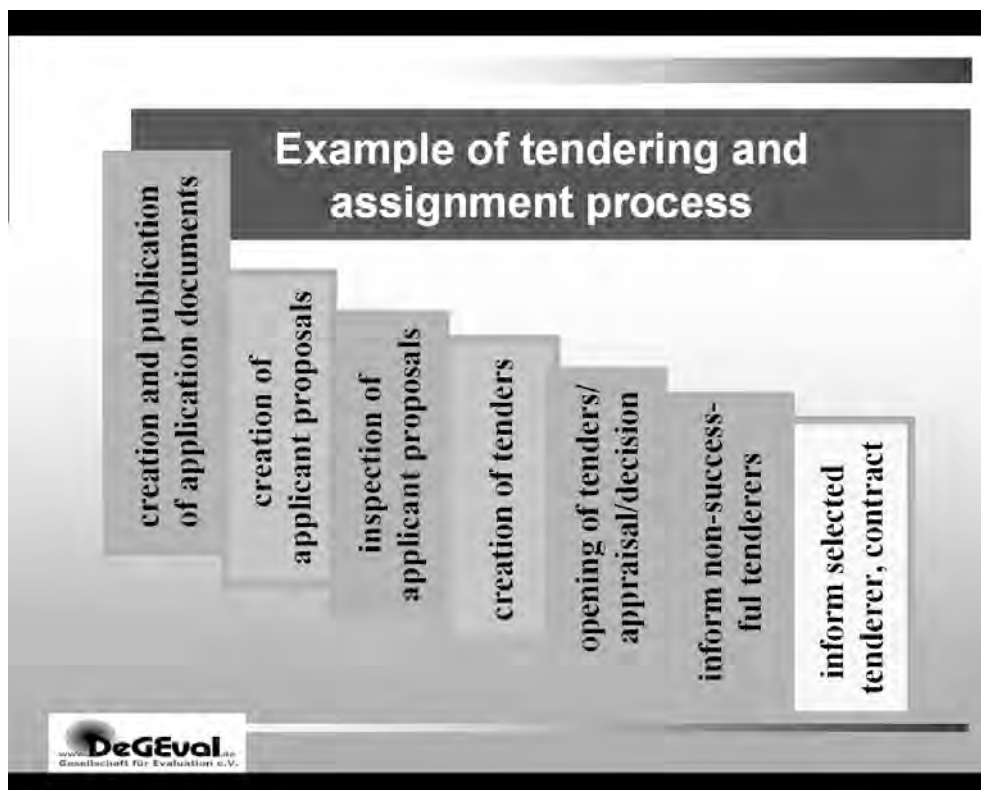 Example of tendering and
assignment process
creation and publication
of application documents
creation of
applicant proposals
inspection of
applicant proposals
creation of tenders
opening of tenders/
appraisal/decision
inform non-success-
ful tenderers
inform selected
tenderer, contract
www.DeGEval.de
Gesellschaft für Evaluation e.V.